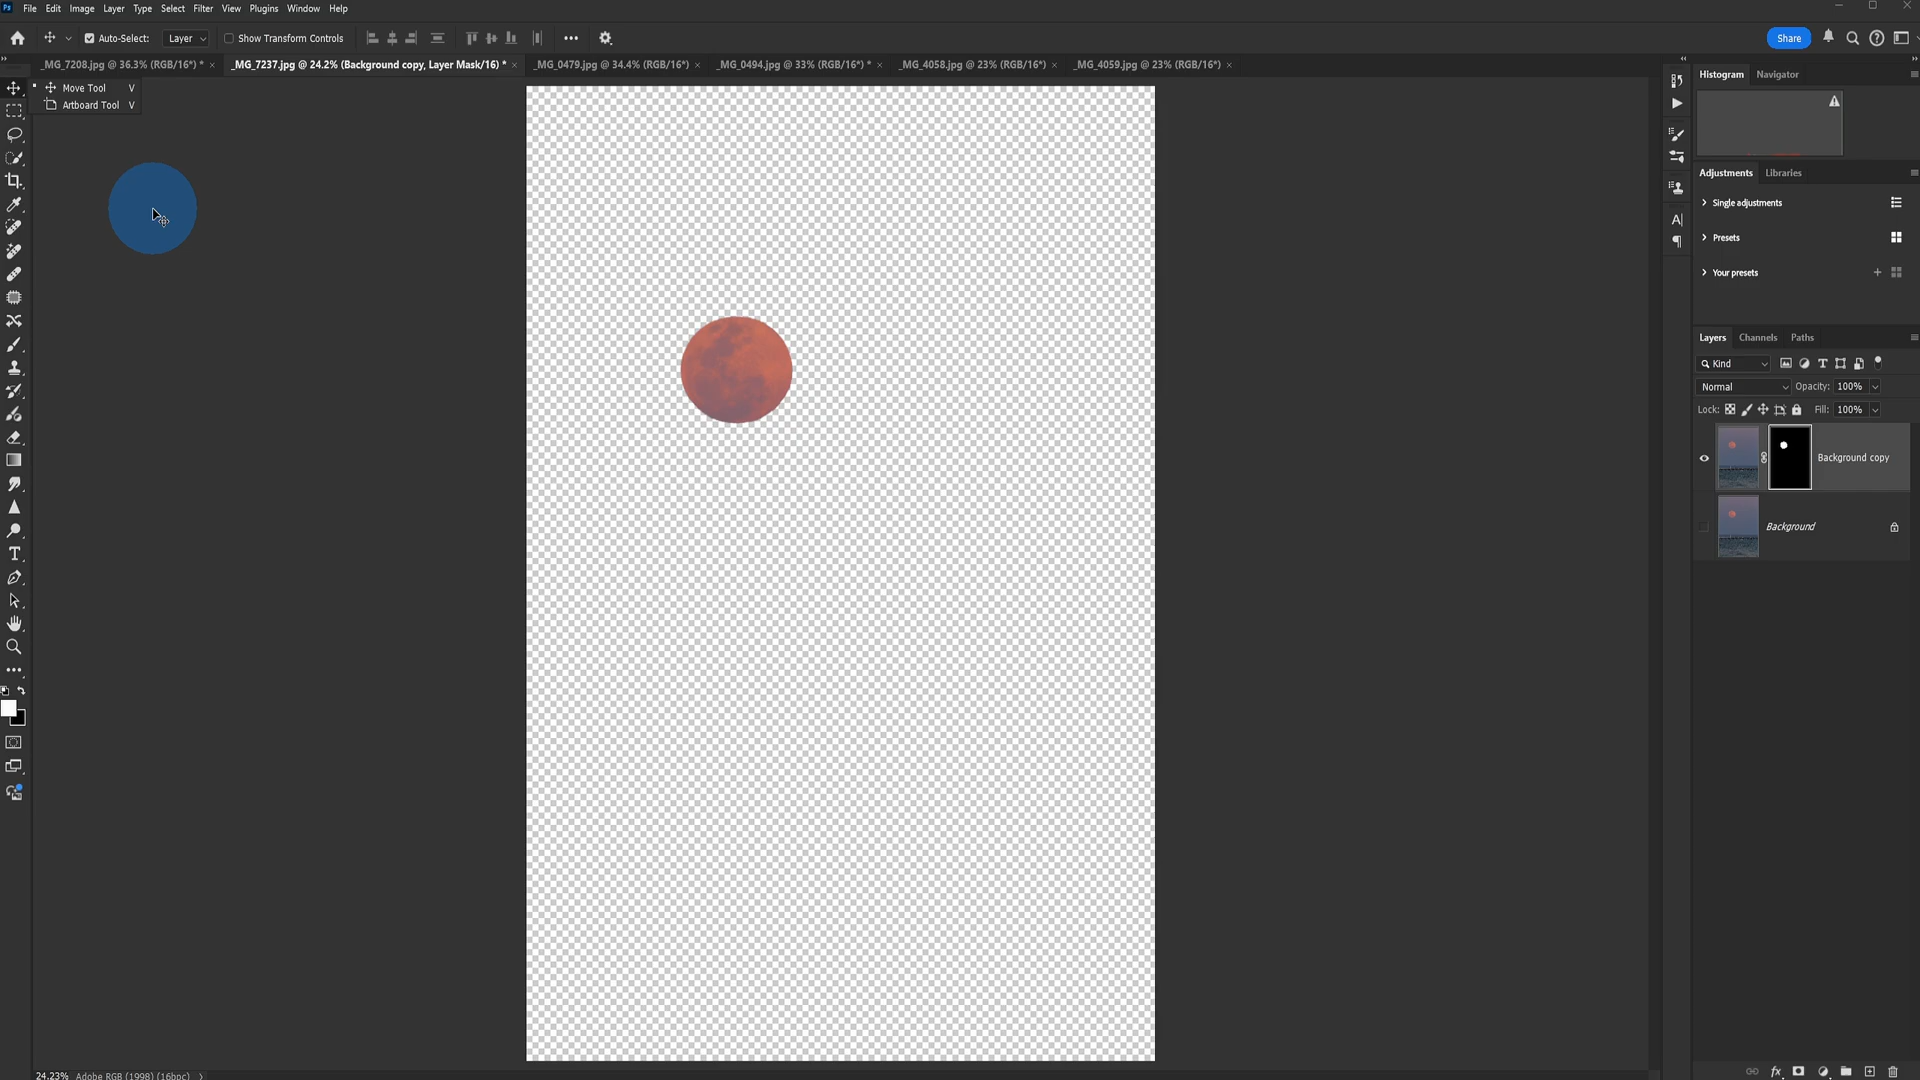 Ps File Edit Image Layer Type Select Filter View Plugins Window Help
Auto-Select: Layer Show Transform Controls Share
_MG_7208.jpg @ 36.3% (RGB/16*) * × _MG_7237.jpg @ 24.2% (Background copy, Layer Mask/16) * × _MG_0479.jpg @ 34.4% (RGB/16*) × _MG_0494.jpg @ 33% (RGB/16*) * × _MG_4058.jpg @ 23% (RGB/16*) × _MG_4059.jpg @ 23% (RGB/16*) ×
Move Tool V
Artboard Tool V
Histogram Navigator
Adjustments Libraries
Single adjustments
Presets
Your presets
Layers Channels Paths
Kind
Normal Opacity: 100%
Lock: Fill: 100%
Background copy
Background
24.23% Adobe RGB (1998) (16bpc)